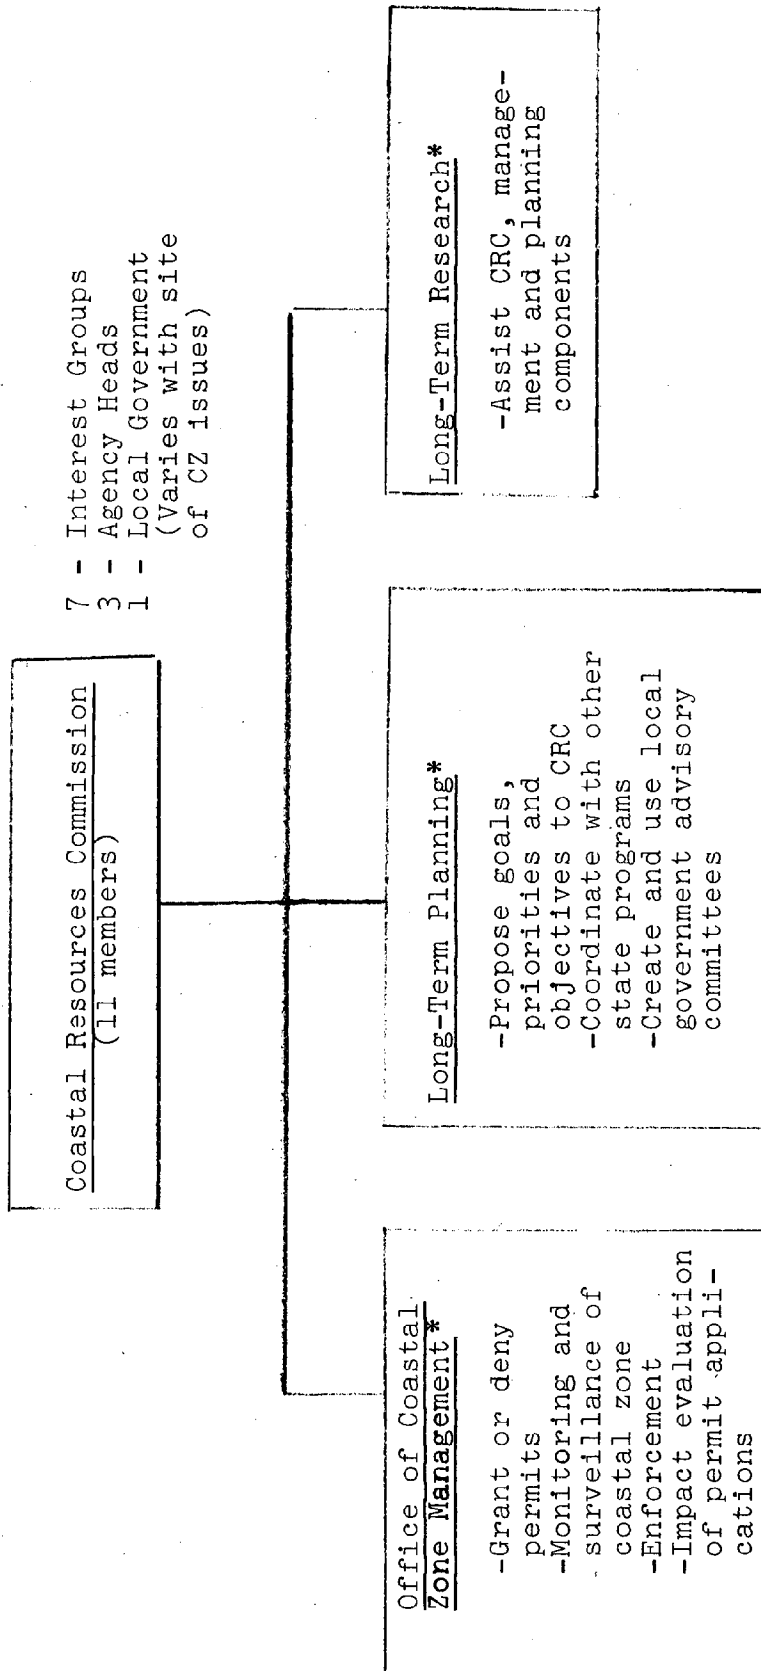 Coastal Resources Commission
(11 members)
7 - Interest Groups
3 - Agency Heads
1 - Local Government
(Varies with site
of CZ issues)
Office of Coastal
Zone Management*
-Grant or deny
permits
-Monitoring and
surveillance of
coastal zone
-Enforcement
-Impact evaluation
of permit appli-
cations
Long-Term Planning*
-Propose goals,
priorities and
objectives to CRC
-Coordinate with other
state programs
-Create and use local
government advisory
committees
Long-Term Research*
-Assist CRC, manage-
ment and planning
components